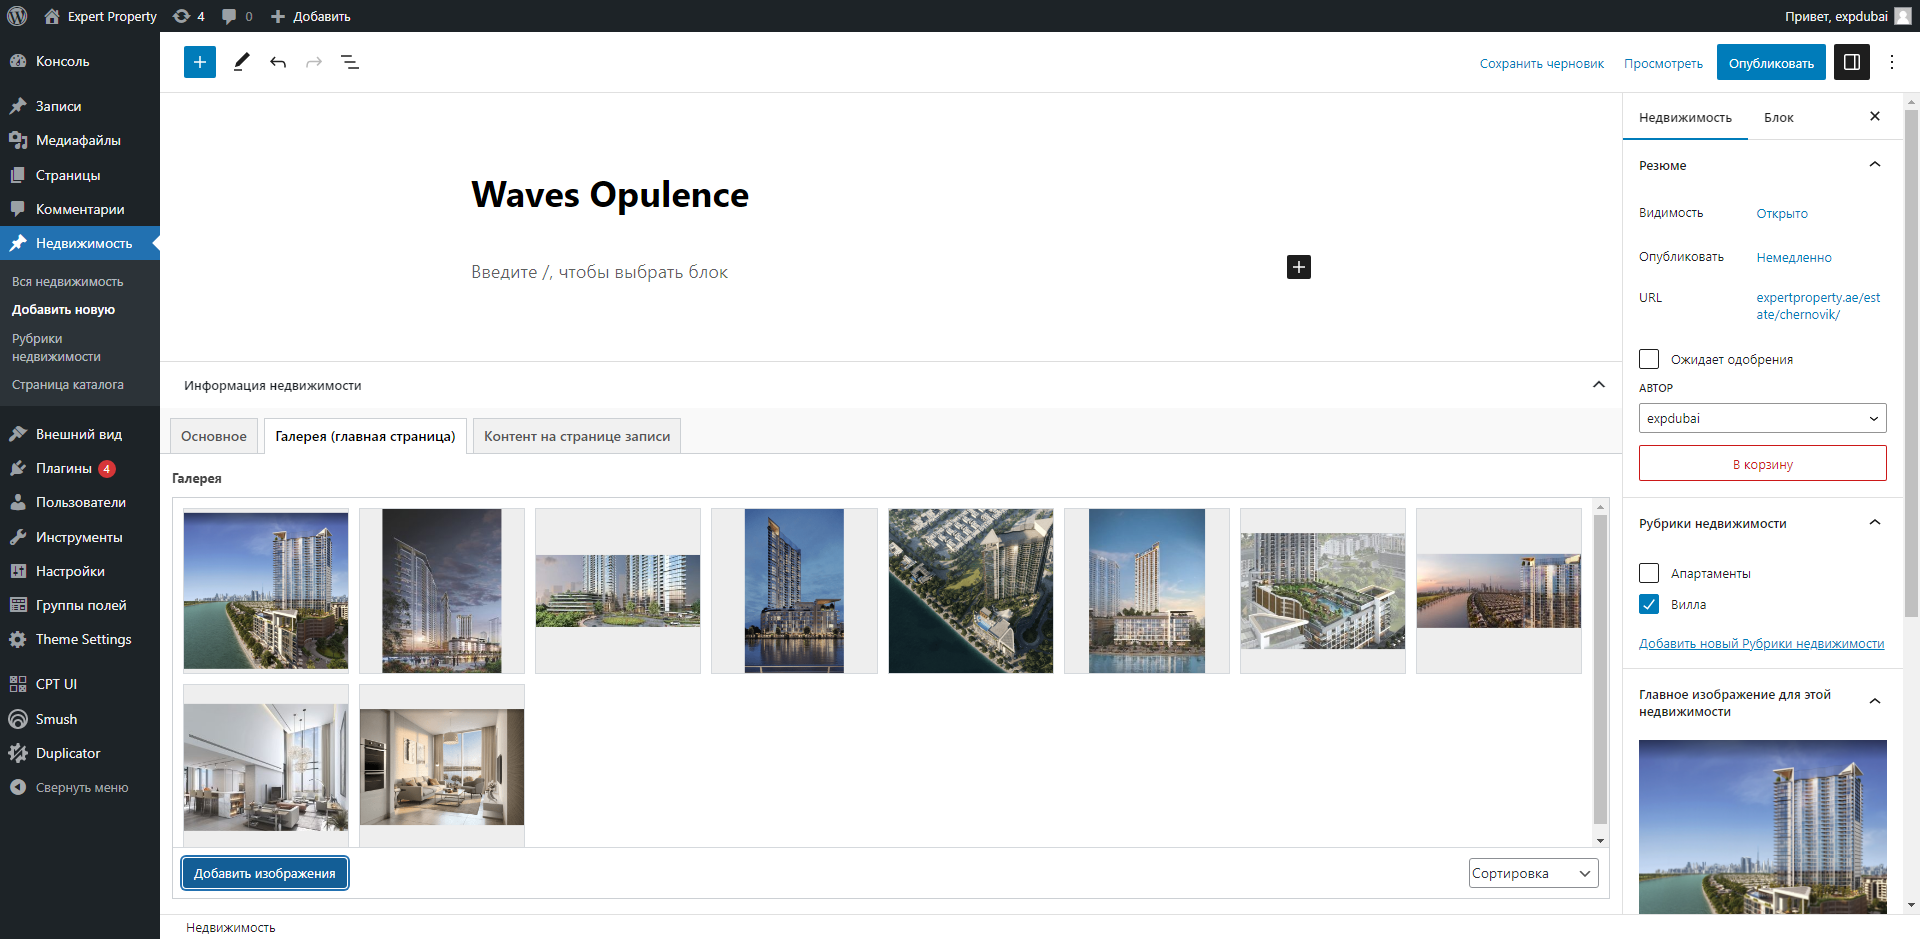 Expert Property
4
0
Добавить
Привет, expdubai
Консоль
Записи
Медиафайлы
Страницы
Комментарии
Недвижимость
Вся недвижимость
Добавить новую
Рубрики
недвижимости
Страница каталога
Внешний вид
Плагины 4
Пользователи
Инструменты
Настройки
Группы полей
Theme Settings
CPT UI
Smush
Duplicator
Свернуть меню
Сохранить черновик
Просмотреть
Опубликовать
Waves Opulence
Введите /, чтобы выбрать блок
Информация недвижимости
Основное
Галерея (главная страница)
Контент на странице записи
Галерея
Добавить изображения
Сортировка
Недвижимость
Недвижимость
Блок
Резюме
Видимость
Открыто
Опубликовать
Немедленно
URL
expertproperty.ae/est
ate/chernovik/
Ожидает одобрения
АВТОР
expdubai
В корзину
Рубрики недвижимости
Апартаменты
Вилла
Добавить новый Рубрики недвижимости
Главное изображение для этой
недвижимости